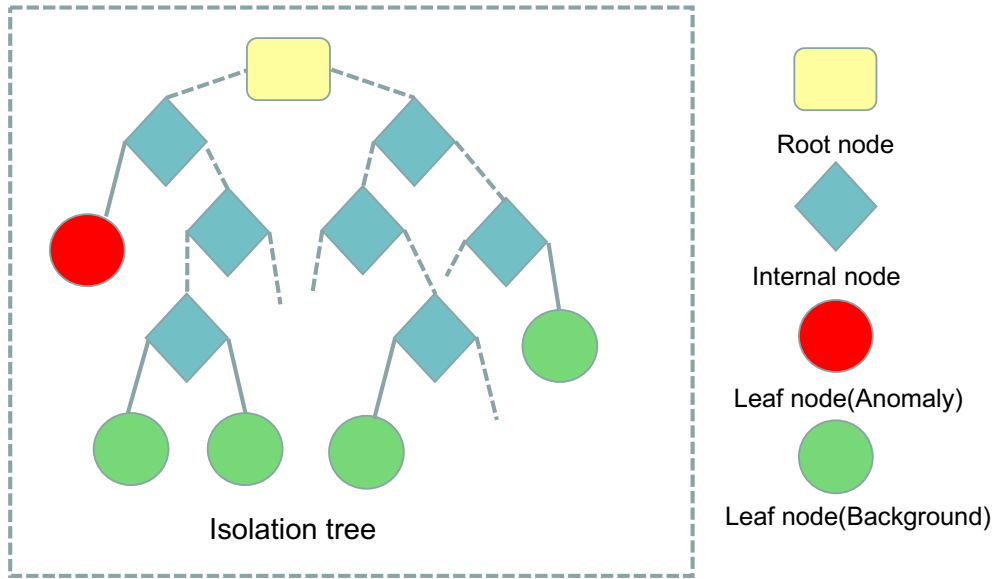 Isolation tree
Root node
Internal node
Leaf node(Anomaly)
Leaf node(Background)